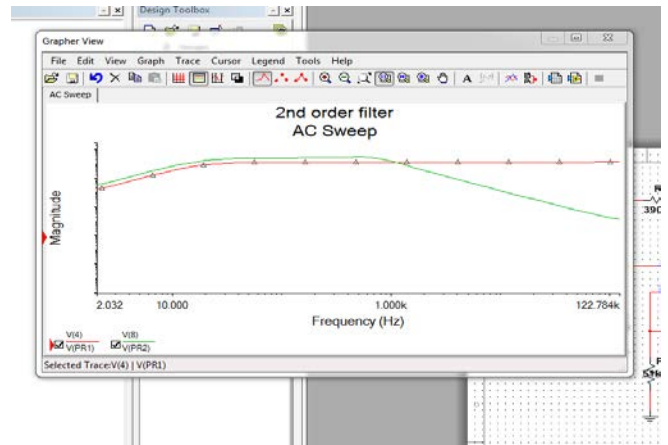 Design Toolbox
Grapher View
File Edit View Graph Trace Cursor Legend Tools Help
AC Sweep
2nd order filter
AC Sweep
Magnitude
2.032 10.000 1.000k 122.784k
Frequency (Hz)
V(4) V(8)
V(PR1) V(PR2)
Selected Trace:V(4) | V(PR1)